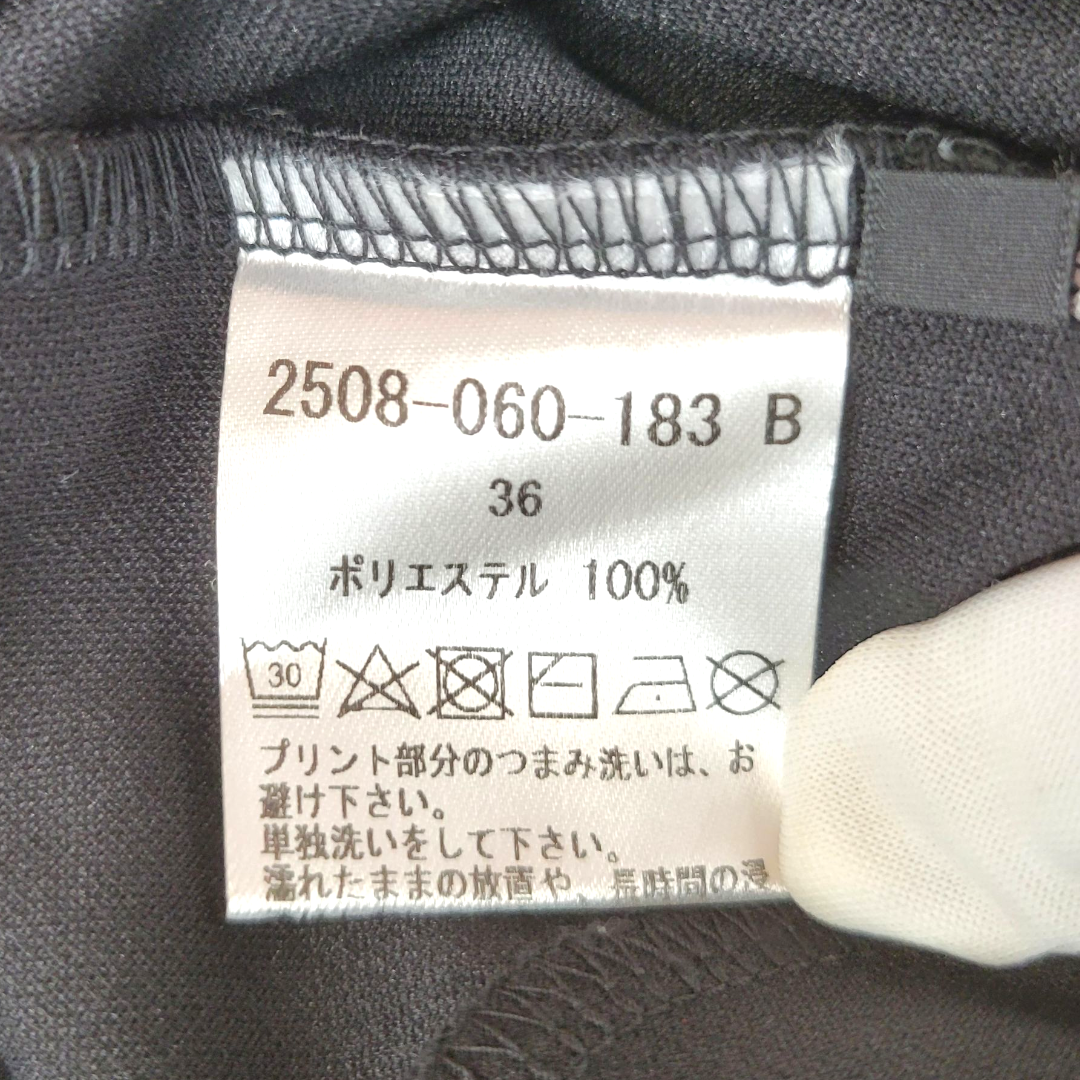 2508-060-183 B
36
ポリエステル 100%
30
プリント部分のつまみ洗いは、お
避け下さい。
単独洗いをして下さい。
濡れたままの放置や 長時間の浸